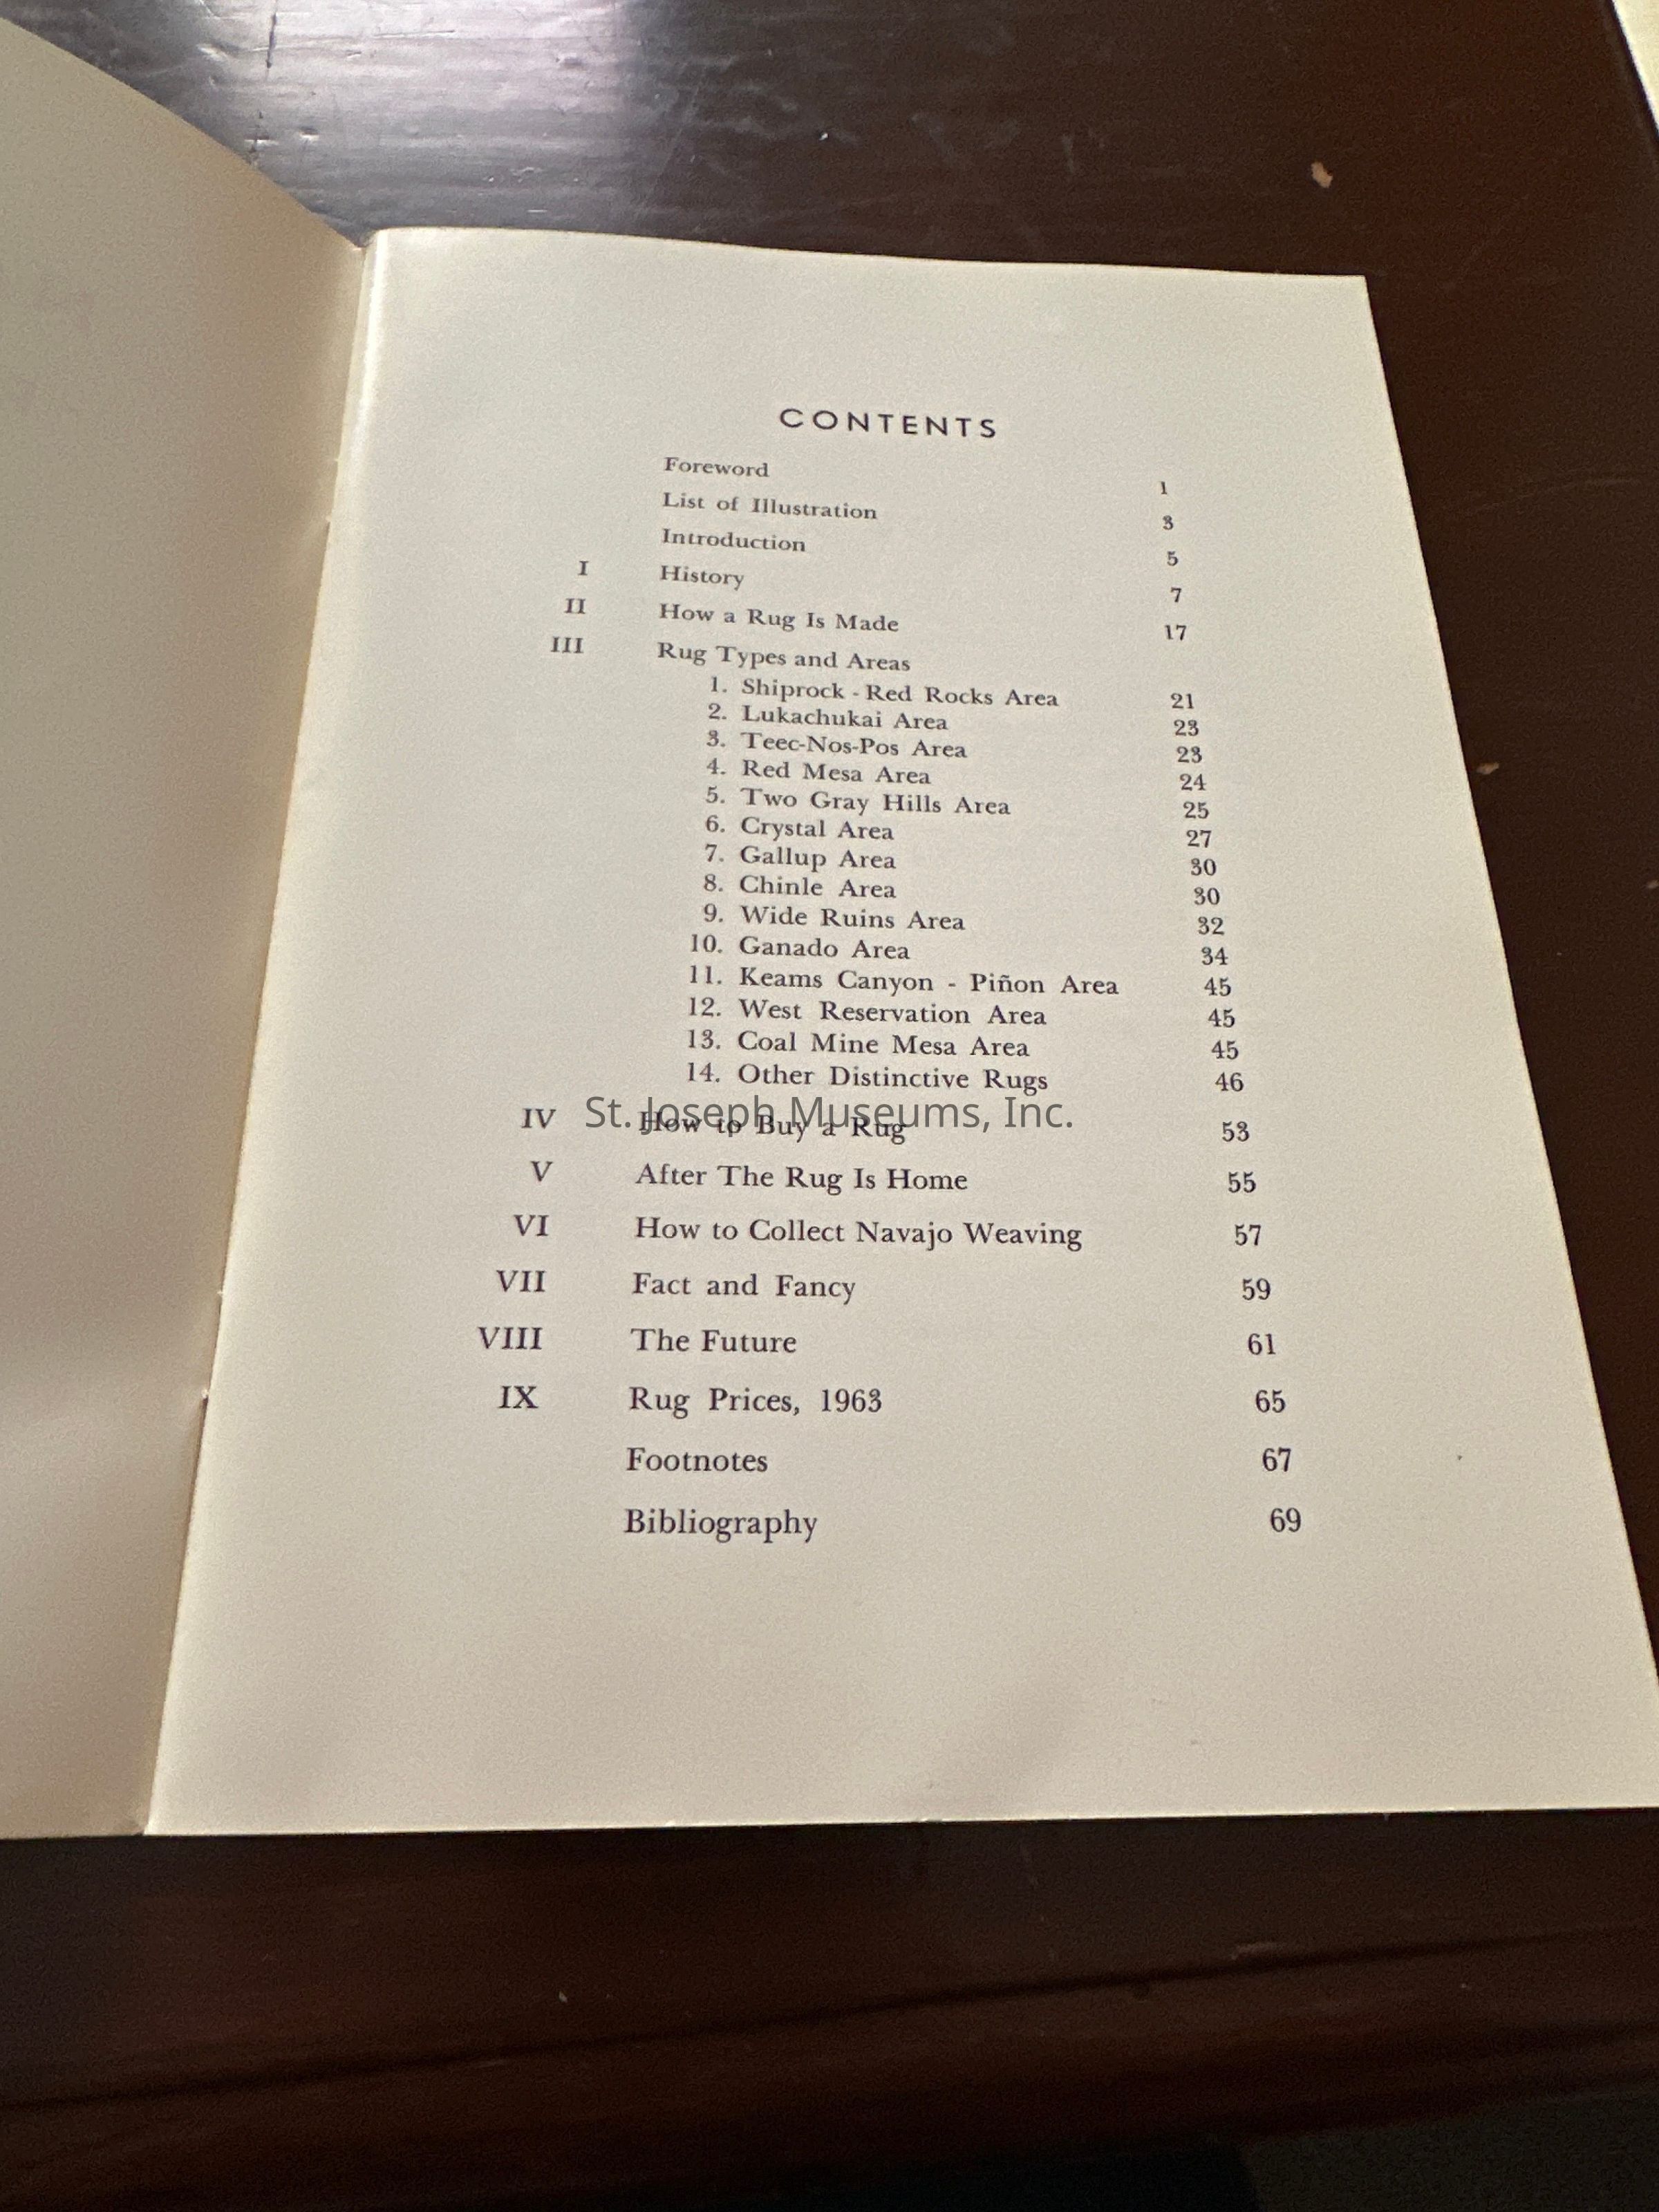 CONTENTS
Foreword 1
List of Illustration 3
Introduction 5
I History 7
II How a Rug Is Made 17
III Rug Types and Areas
1. Shiprock - Red Rocks Area 21
2. Lukachukai Area 23
3. Teec-Nos-Pos Area 23
4. Red Mesa Area 24
5. Two Gray Hills Area 25
6. Crystal Area 27
7. Gallup Area 30
8. Chinle Area 30
9. Wide Ruins Area 32
10. Ganado Area 34
11. Keams Canyon - Piñon Area 45
12. West Reservation Area 45
13. Coal Mine Mesa Area 45
14. Other Distinctive Rugs 46
St. Joseph Museums, Inc.
IV How to Buy a Rug 53
V After The Rug Is Home 55
VI How to Collect Navajo Weaving 57
VII Fact and Fancy 59
VIII The Future 61
IX Rug Prices, 1963 65
Footnotes 67
Bibliography 69